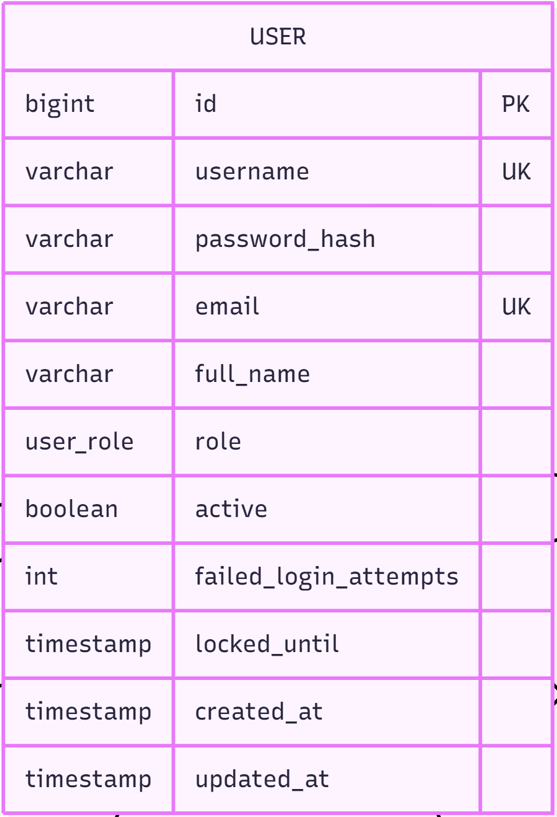 USER
bigint id PK
varchar username UK
varchar password_hash
varchar email UK
varchar full_name
user_role role
boolean active
int failed_login_attempts
timestamp locked_until
timestamp created_at
timestamp updated_at